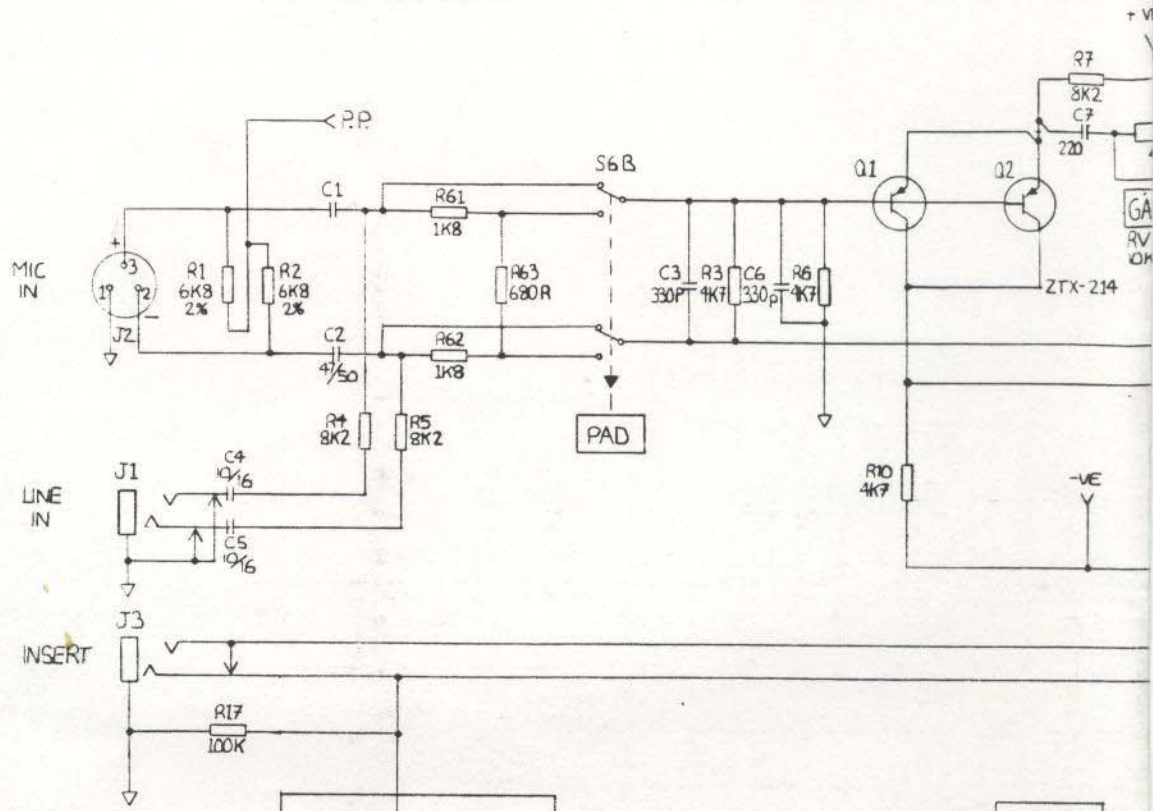 + V
R7
8K2
C7
220
P.P.
S6B
Q1
Q2
C1
R61
1K8
GA
RV
10K
+
3
1
2
-
MIC
IN
R1
6K8
2%
R2
6K8
2%
R63
680R
C3
330P
R3
4K7
C6
330p
R6
4K7
ZTX-214
J2
C2
47/50
R62
1K8
R4
8K2
R5
8K2
PAD
J1
C4
10/16
LINE
IN
C5
10/16
R10
4K7
-VE
J3
INSERT
R17
100K